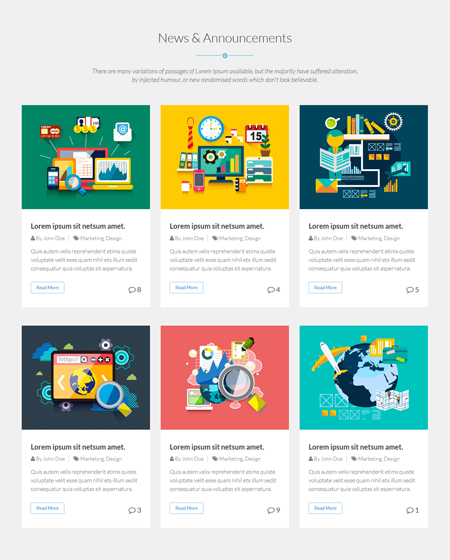 News & Announcements
There are many variations of passages of Lorem Ipsum available, but the majority have suffered alteration,
by injected humour, or new randomised words which don't look believable.
15
Lorem ipsum sit netsum amet.
By John Doe | Marketing, Design
Quis autem velis reprehenderit etims quiste
voluptate velit esse quam nihil ets illum sedit
consequatur quia voluptas sit aspernatura.
Read More
8
Lorem ipsum sit netsum amet.
By John Doe | Marketing, Design
Quis autem velis reprehenderit etims quiste
voluptate velit esse quam nihil ets illum sedit
consequatur quia voluptas sit aspernatura.
Read More
4
Lorem ipsum sit netsum amet.
By John Doe | Marketing, Design
Quis autem velis reprehenderit etims quiste
voluptate velit esse quam nihil ets illum sedit
consequatur quia voluptas sit aspernatura.
Read More
5
http:
Lorem ipsum sit netsum amet.
By John Doe | Marketing, Design
Quis autem velis reprehenderit etims quiste
voluptate velit esse quam nihil ets illum sedit
consequatur quia voluptas sit aspernatura.
Read More
3
Lorem ipsum sit netsum amet.
By John Doe | Marketing, Design
Quis autem velis reprehenderit etims quiste
voluptate velit esse quam nihil ets illum sedit
consequatur quia voluptas sit aspernatura.
Read More
9
Lorem ipsum sit netsum amet.
By John Doe | Marketing, Design
Quis autem velis reprehenderit etims quiste
voluptate velit esse quam nihil ets illum sedit
consequatur quia voluptas sit aspernatura.
Read More
1